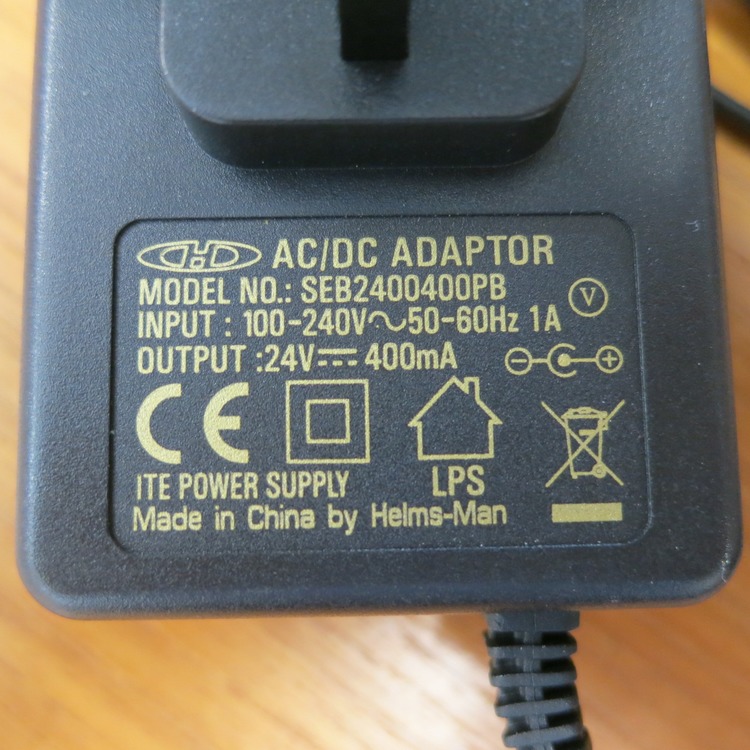 AC/DC ADAPTOR
MODEL NO.: SEB2400400PB
V
INPUT : 100-240V~50-60Hz 1A
OUTPUT :24V⎓400mA
- +
CE
ITE POWER SUPPLY LPS
Made in China by Helms-Man